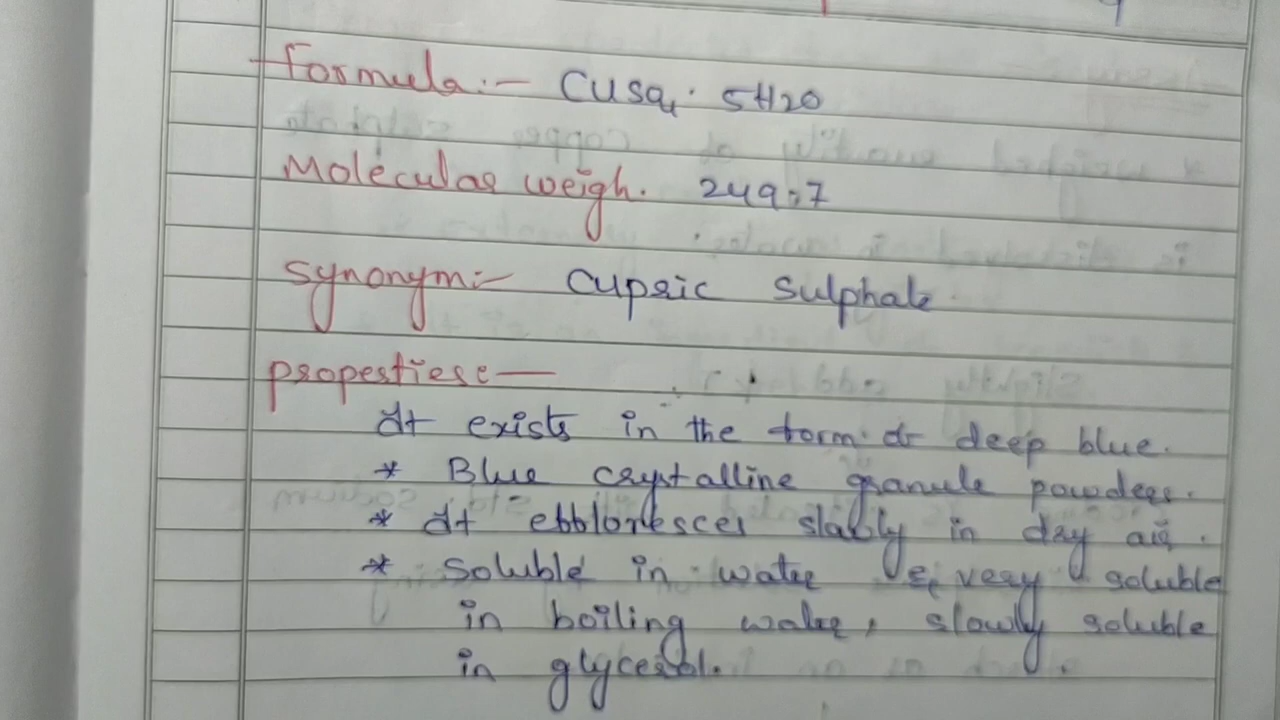 Formula:- CuSO4. 5H2O
Molecular weigh. 249.7
Synonym:- Cupric Sulphate
properties:-
It exists in the form of deep blue.
* Blue crystalline granule powders.
* It effloresces slowly in dry air.
* Soluble in water & very soluble
in boiling water, slowly soluble
in glycerol.